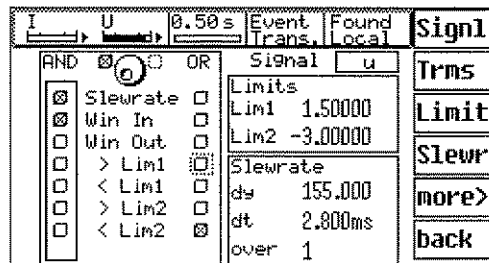 I U 0.50 s Event Trans. Found Local Signl
AND OR Signal u
Trms
Limits
Slewrate Lim1 1.50000 Limit
Win In
Win Out Lim2 -3.00000
> Lim1 Slewrate Slewr
< Lim1 dy 155.000
> Lim2 dt 2.800ms more>
< Lim2 over 1 back